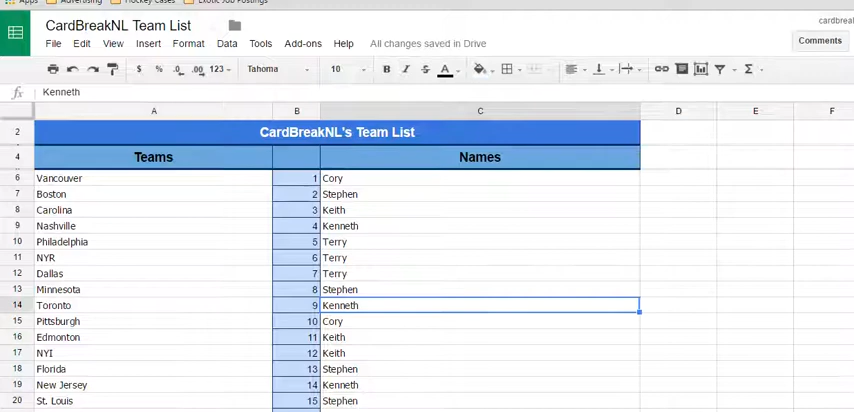 Apps Advertising Hockey Cases Exotic Job Postings
CardBreakNL Team List
cardbreak
File Edit View Insert Format Data Tools Add-ons Help All changes saved in Drive
Comments
$ % .0 .00 123 Tahoma 10 B I S A Σ
fx Kenneth
A B C D E F
2 CardBreakNL's Team List
4 Teams Names
6 Vancouver 1 Cory
7 Boston 2 Stephen
8 Carolina 3 Keith
9 Nashville 4 Kenneth
10 Philadelphia 5 Terry
11 NYR 6 Terry
12 Dallas 7 Terry
13 Minnesota 8 Stephen
14 Toronto 9 Kenneth
15 Pittsburgh 10 Cory
16 Edmonton 11 Keith
17 NYI 12 Keith
18 Florida 13 Stephen
19 New Jersey 14 Kenneth
20 St. Louis 15 Stephen